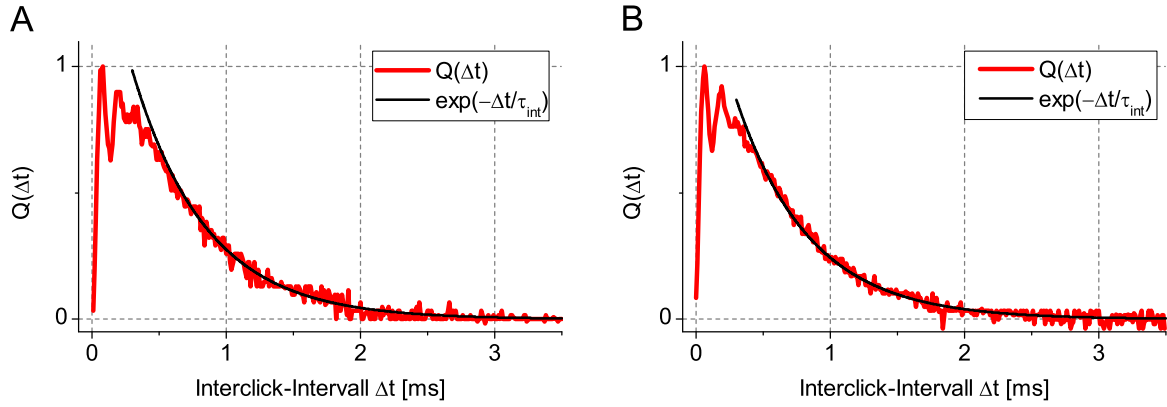 A
Q(Δt)
1
0
Q(Δt)
exp(-Δt/τint)
0 1 2 3
Interclick-Intervall Δt [ms]
B
Q(Δt)
1
0
Q(Δt)
exp(-Δt/τint)
0 1 2 3
Interclick-Intervall Δt [ms]